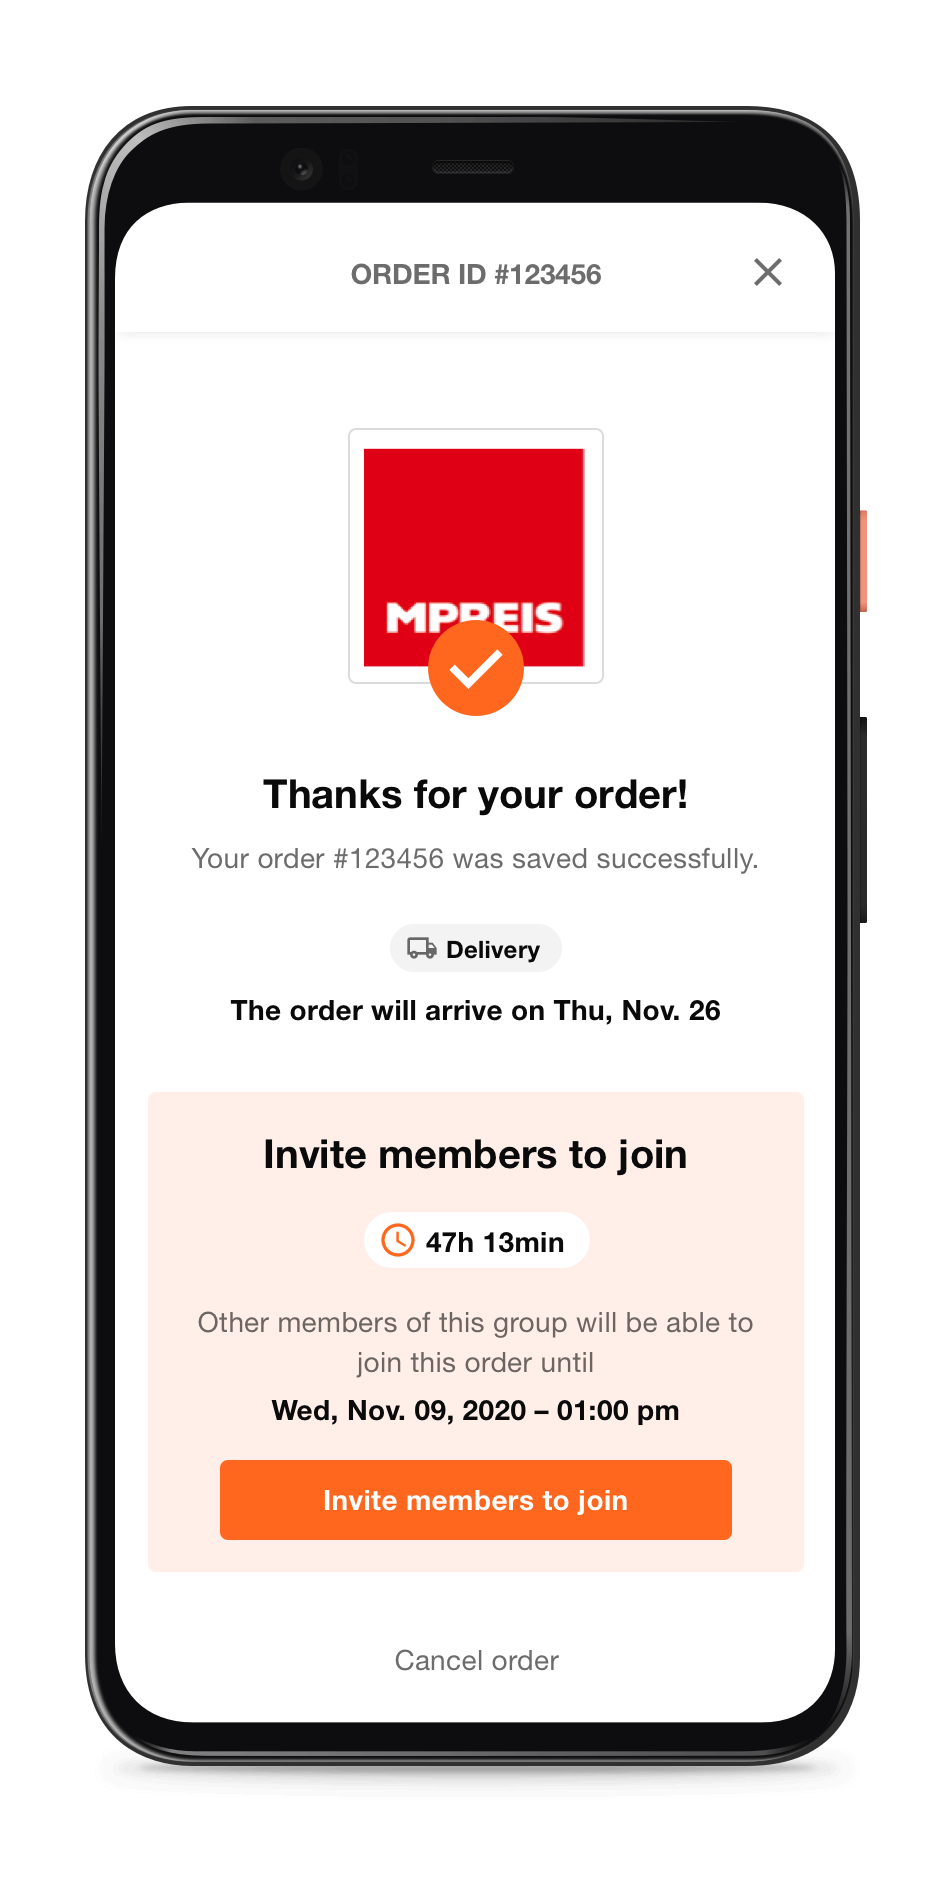 ORDER ID #123456
MPREIS
Thanks for your order!
Your order #123456 was saved successfully.
Delivery
The order will arrive on Thu, Nov. 26
Invite members to join
47h 13min
Other members of this group will be able to
join this order until
Wed, Nov. 09, 2020 – 01:00 pm
Invite members to join
Cancel order